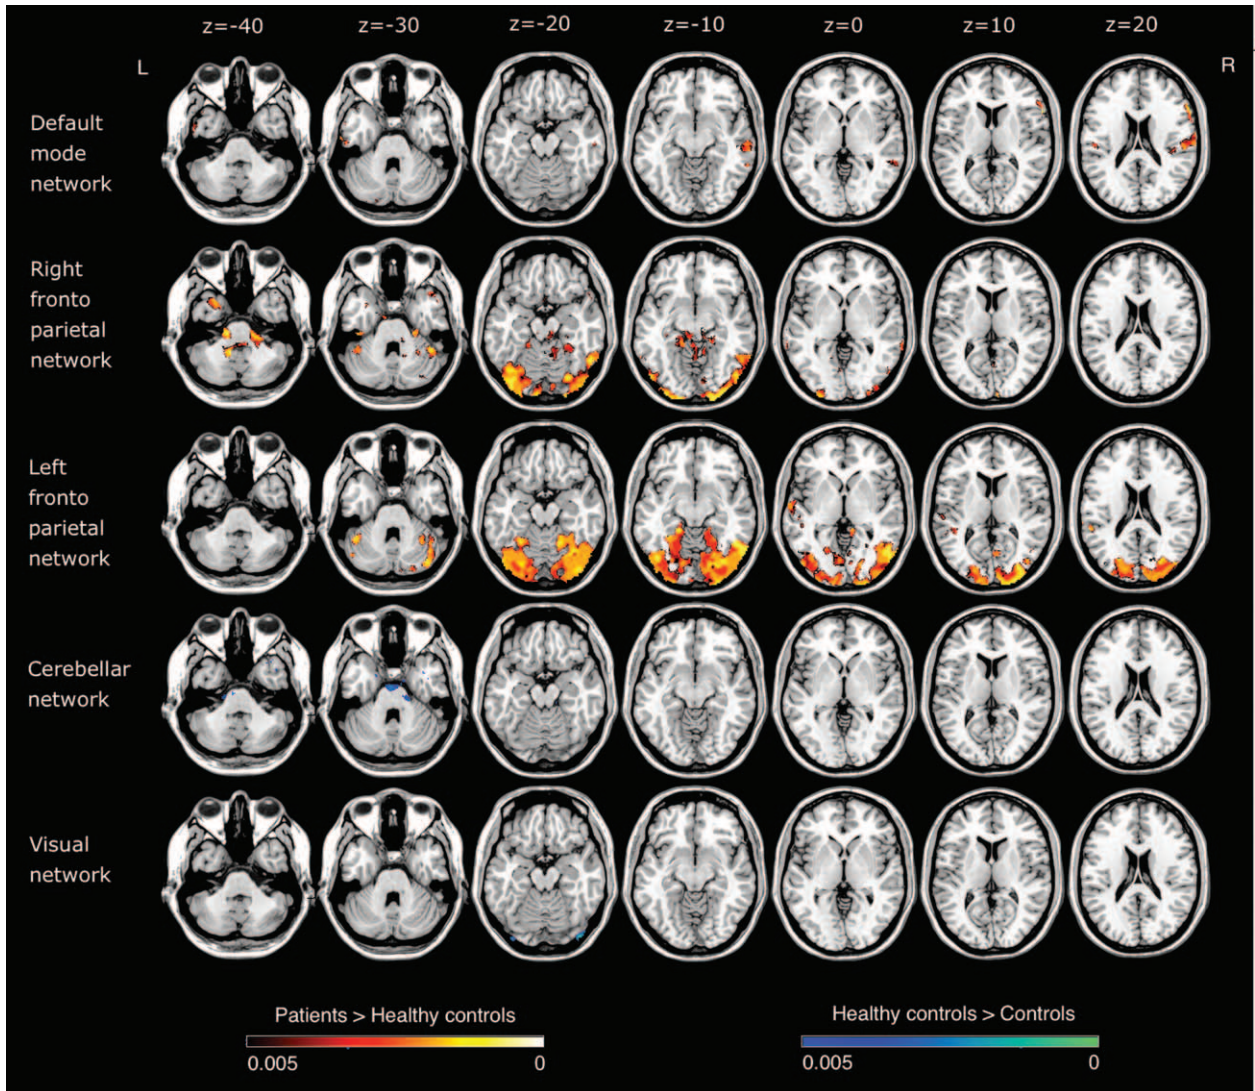 z=-40 z=-30 z=-20 z=-10 z=0 z=10 z=20
L R
Default
mode
network
Right
fronto
parietal
network
Left
fronto
parietal
network
Cerebellar
network
Visual
network
Patients > Healthy controls
0.005 0
Healthy controls > Controls
0.005 0